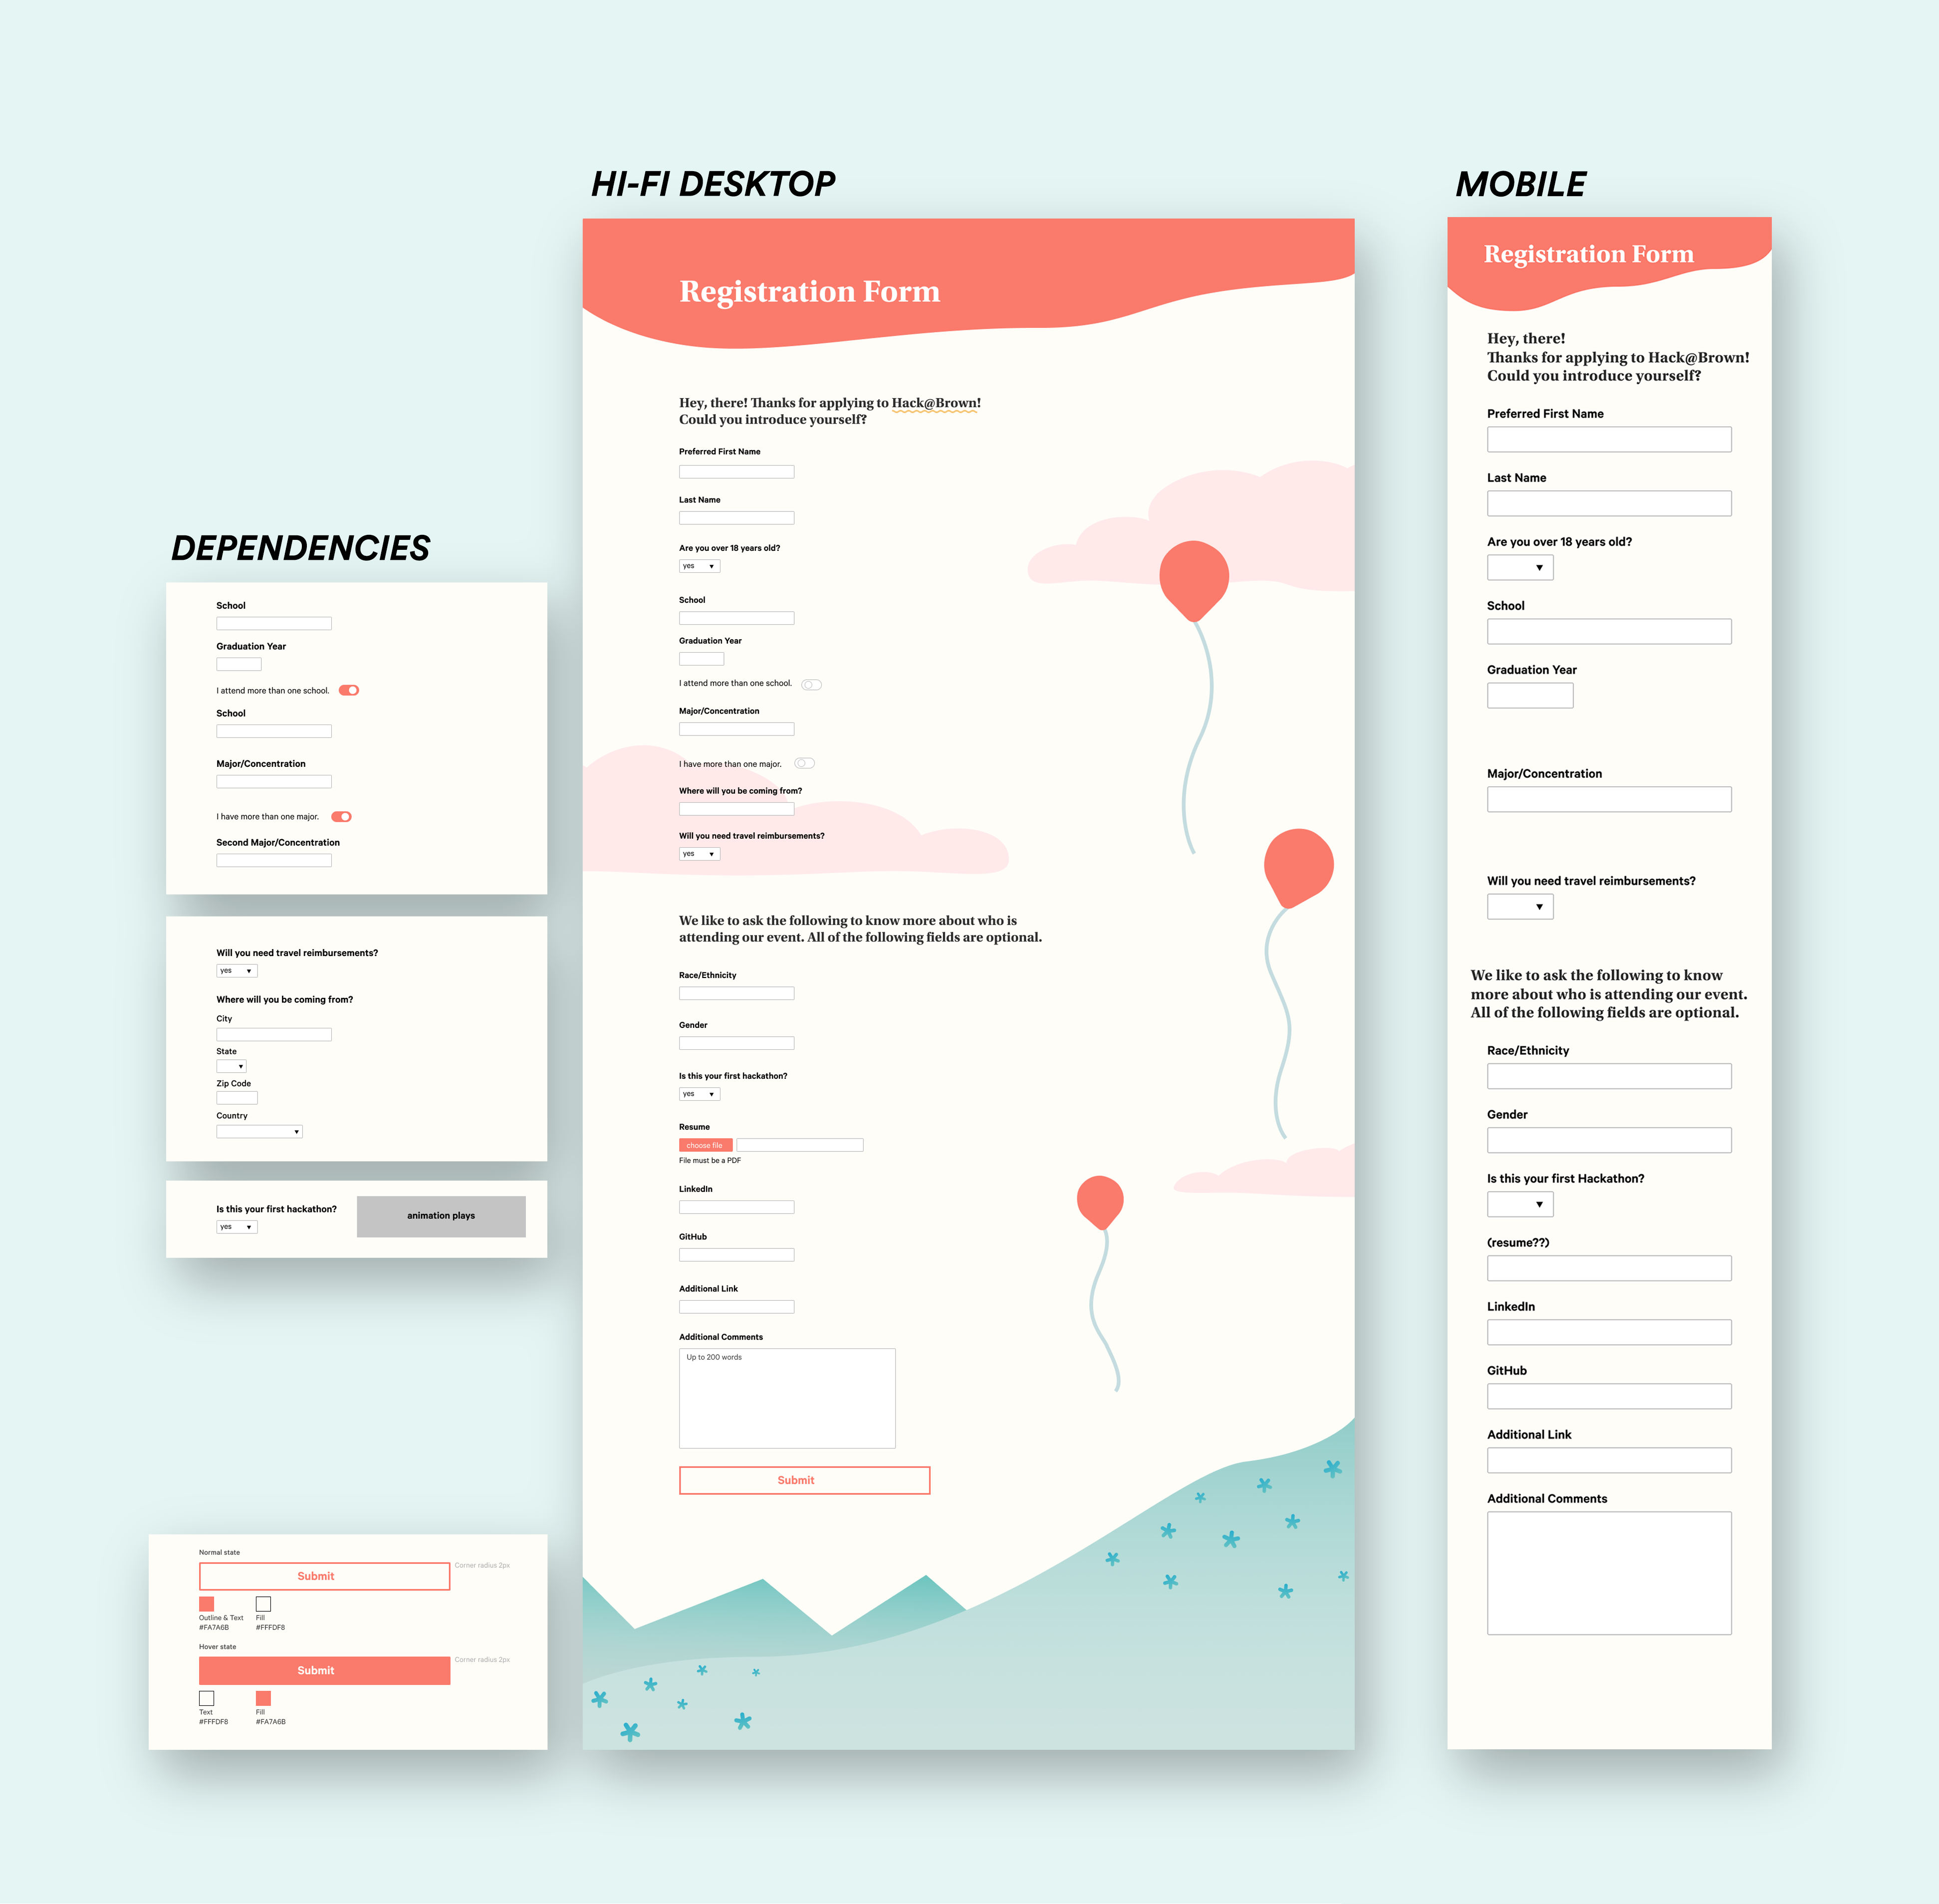 DEPENDENCIES
School
Graduation Year
I attend more than one school.
School
Major/Concentration
I have more than one major.
Second Major/Concentration
Will you need travel reimbursements?
yes
Where will you be coming from?
City
State
Zip Code
Country
Is this your first hackathon?
yes
animation plays
Normal state
Submit
Corner radius 2px
Outline & Text
#FA7A6B
Fill
#FFFDF8
Hover state
Submit
Corner radius 2px
Text
#FFFDF8
Fill
#FA7A6B
HI-FI DESKTOP
Registration Form
Hey, there! Thanks for applying to Hack@Brown!
Could you introduce yourself?
Preferred First Name
Last Name
Are you over 18 years old?
yes
School
Graduation Year
I attend more than one school.
Major/Concentration
I have more than one major.
Where will you be coming from?
Will you need travel reimbursements?
yes
We like to ask the following to know more about who is
attending our event. All of the following fields are optional.
Race/Ethnicity
Gender
Is this your first hackathon?
yes
Resume
choose file
File must be a PDF
LinkedIn
GitHub
Additional Link
Additional Comments
Up to 200 words
Submit
MOBILE
Registration Form
Hey, there!
Thanks for applying to Hack@Brown!
Could you introduce yourself?
Preferred First Name
Last Name
Are you over 18 years old?
School
Graduation Year
Major/Concentration
Will you need travel reimbursements?
We like to ask the following to know
more about who is attending our event.
All of the following fields are optional.
Race/Ethnicity
Gender
Is this your first Hackathon?
(resume??)
LinkedIn
GitHub
Additional Link
Additional Comments